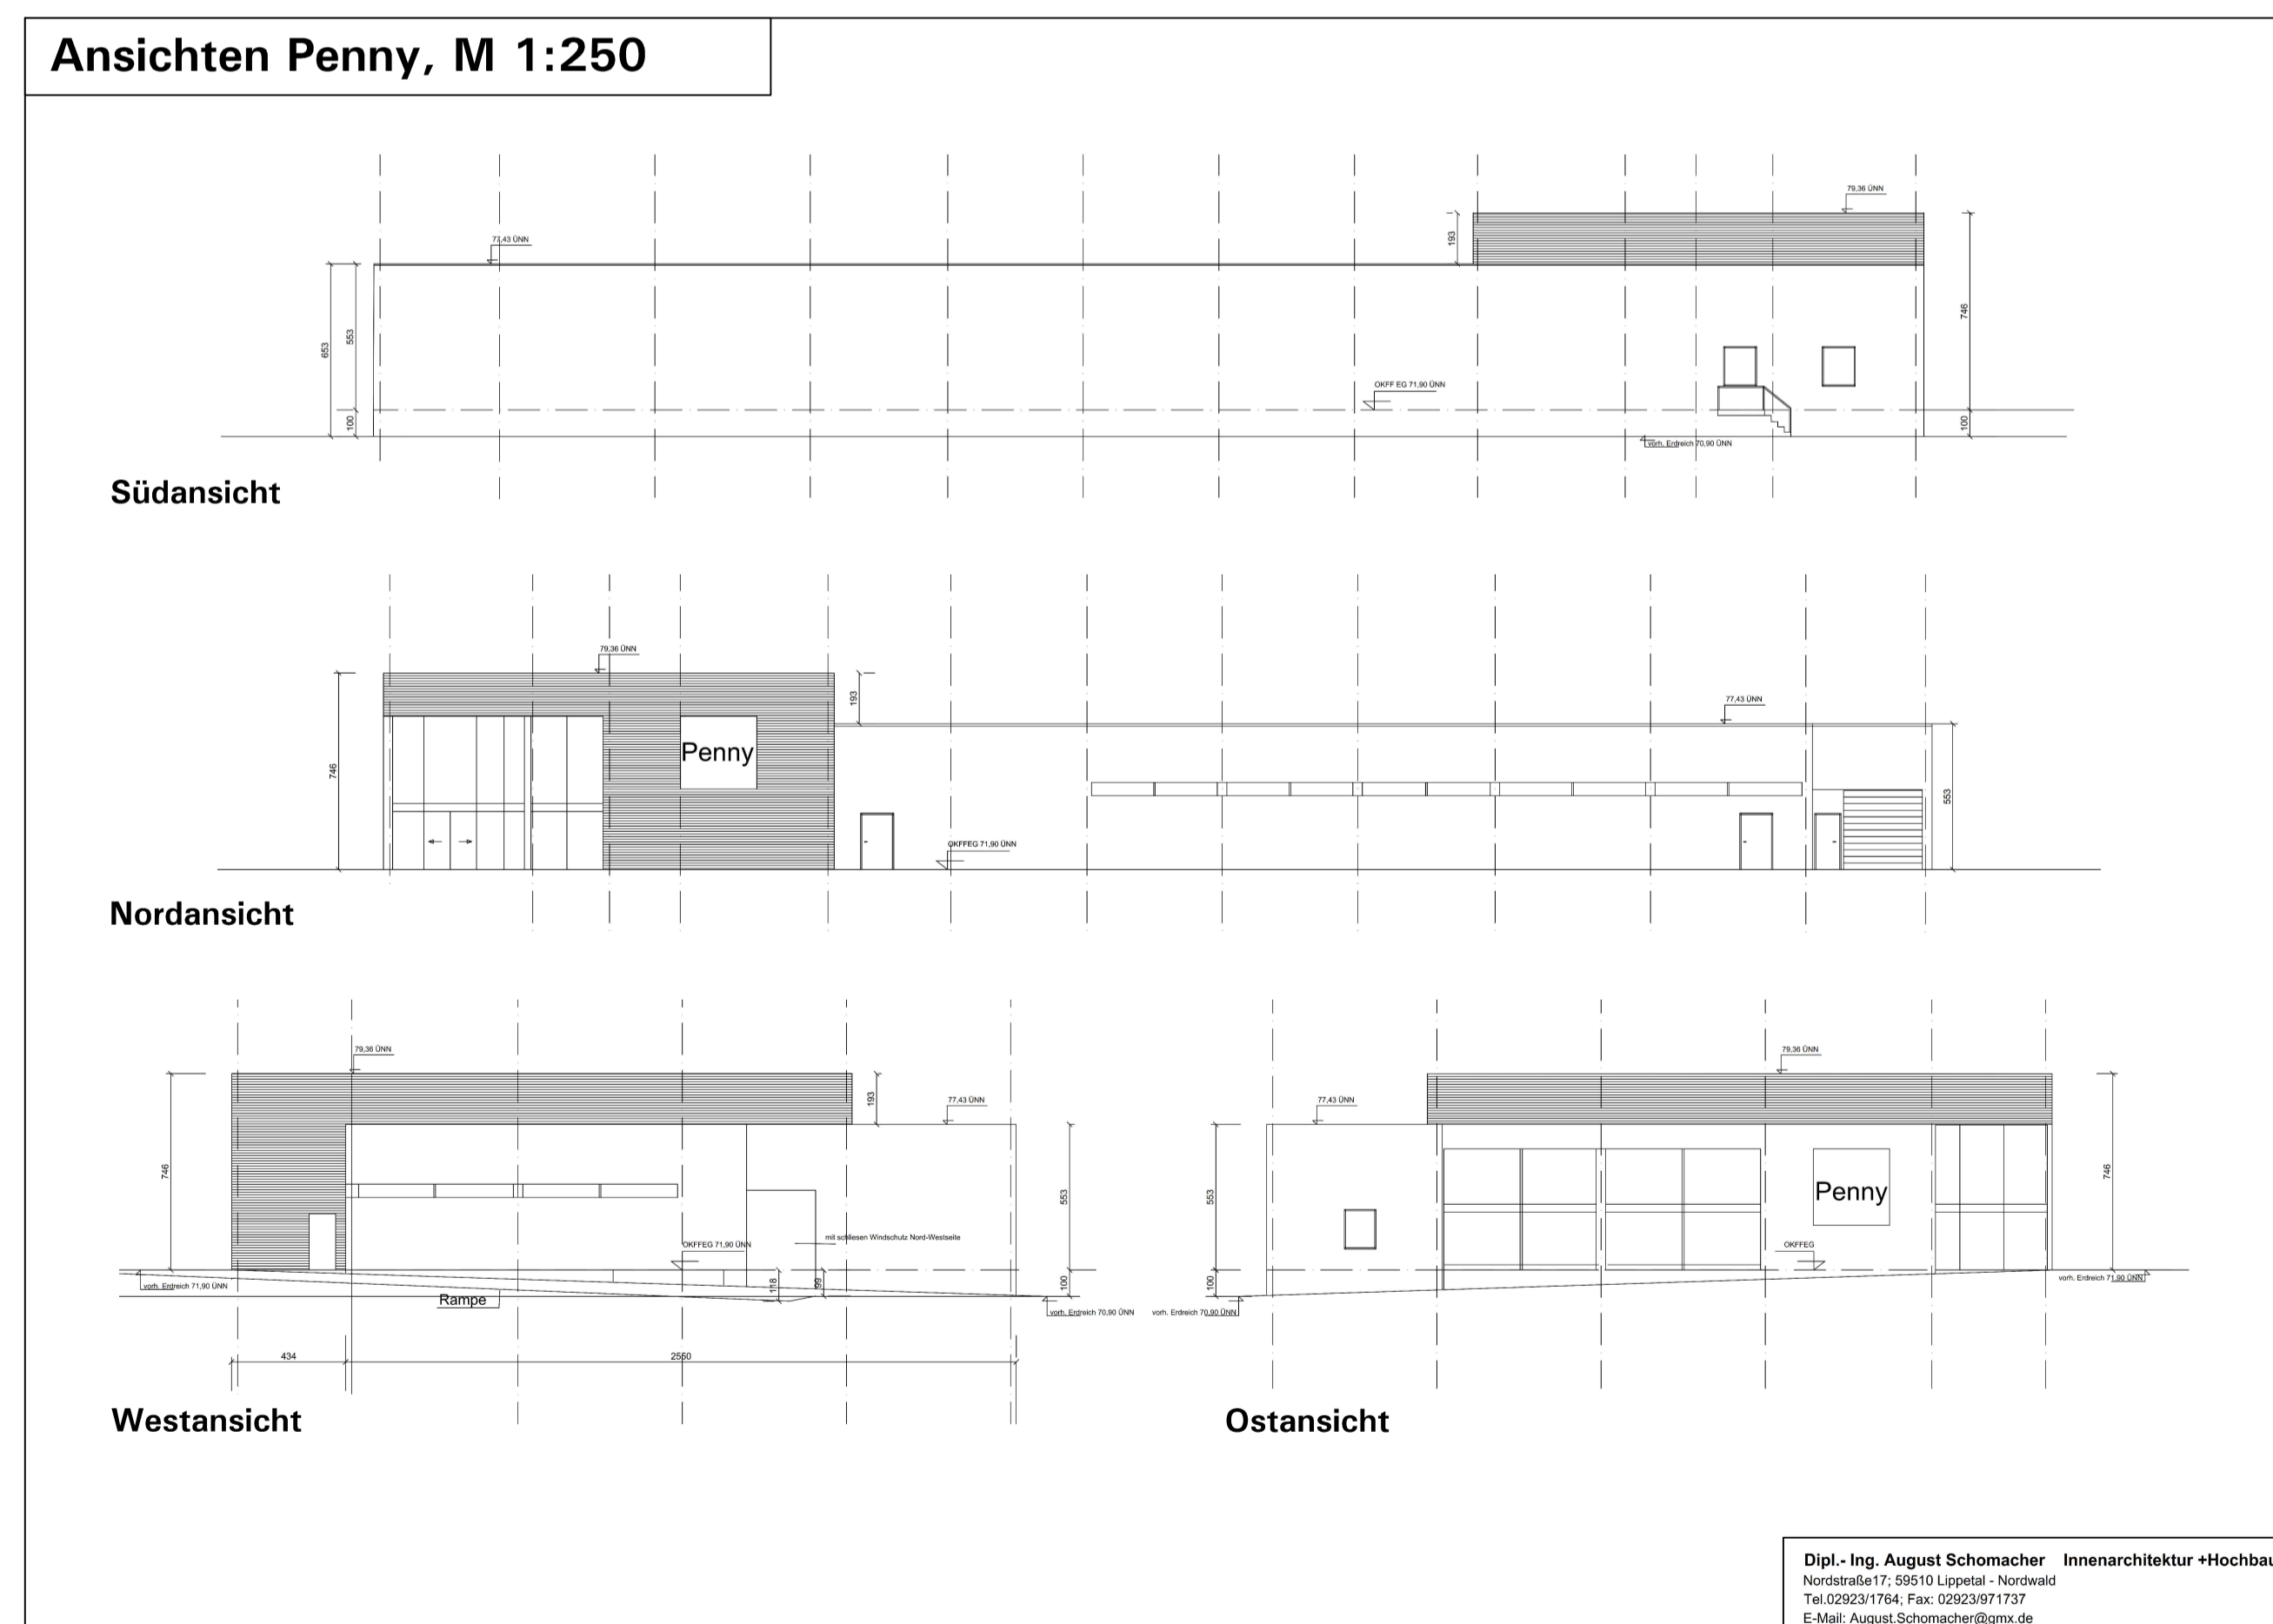 Ansichten Penny, M 1:250
79,36 ÜNN
77,43 ÜNN
193
653
553
746
OKFF EG 71,90 ÜNN
100
100
vorh. Erdreich 70,90 ÜNN
Südansicht
79,36 ÜNN
193
77,43 ÜNN
Penny
746
553
OKFFEG 71,90 ÜNN
Nordansicht
79,36 ÜNN
193
77,43 ÜNN
746
553
mit schliesen Windschutz Nord-Westseite
OKFFEG 71,90 ÜNN
vorh. Erdreich 71,90 ÜNN
118
99
100
Rampe
vorh. Erdreich 70,90 ÜNN
434
2550
Westansicht
79,36 ÜNN
77,43 ÜNN
553
Penny
746
OKFFEG
100
vorh. Erdreich 71,90 ÜNN
vorh. Erdreich 70,90 ÜNN
Ostansicht
Dipl.- Ing. August Schomacher Innenarchitektur +Hochbau
Nordstraße17; 59510 Lippetal - Nordwald
Tel.02923/1764; Fax: 02923/971737
E-Mail: August.Schomacher@gmx.de